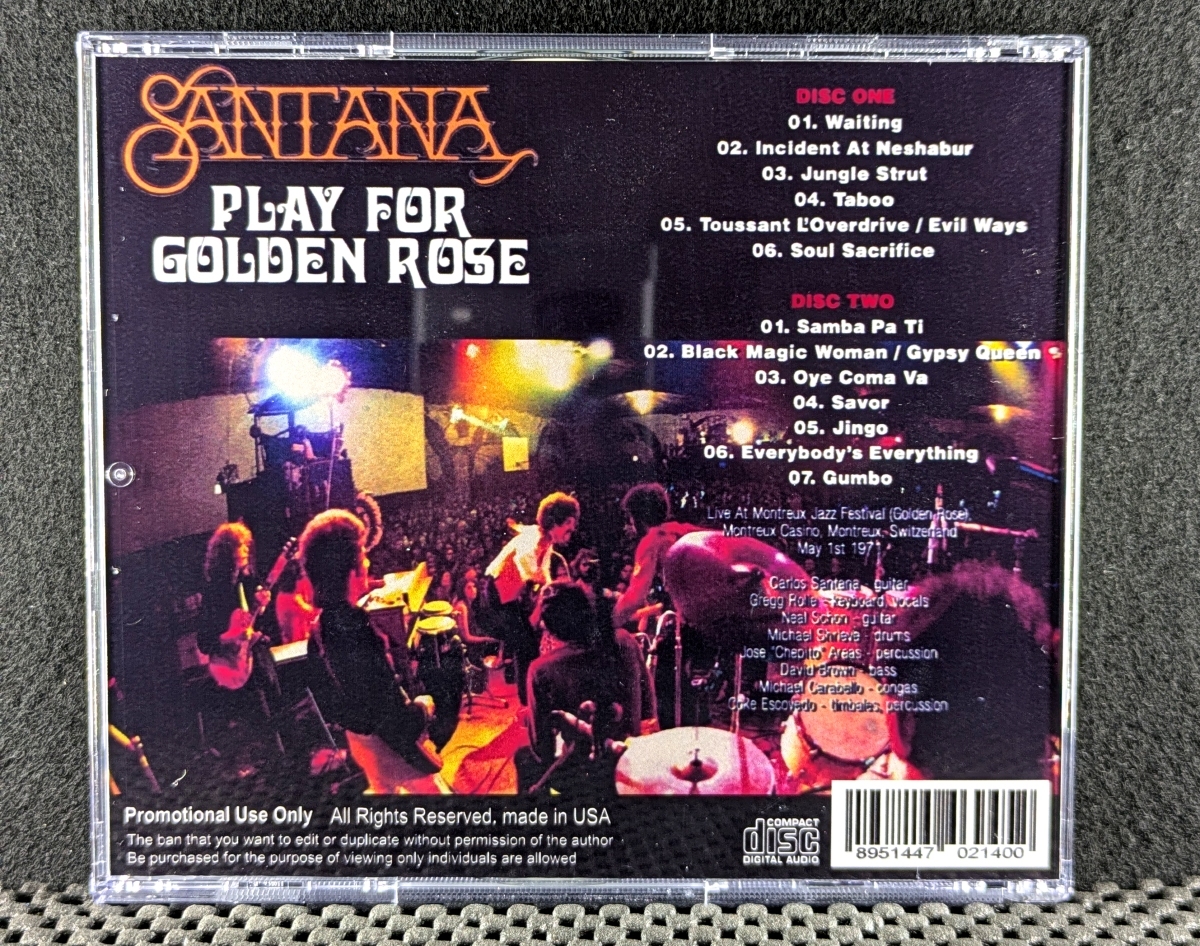 SANTANA
PLAY FOR
GOLDEN ROSE
DISC ONE
01. Waiting
02. Incident At Neshabur
03. Jungle Strut
04. Taboo
05. Toussant L'Overdrive / Evil Ways
06. Soul Sacrifice
DISC TWO
01. Samba Pa Ti
02. Black Magic Woman / Gypsy Queen
03. Oye Coma Va
04. Savor
05. Jingo
06. Everybody's Everything
07. Gumbo
Live At Montreux Jazz Festival (Golden Rose),
Montreux Casino, Montreux, Switzerland
May 1st 1971
Carlos Santana - guitar
Gregg Rolie - keyboard, vocals
Neal Schon - guitar
Michael Shrieve - drums
Jose "Chepito" Areas - percussion
David Brown - bass
Michael Caraballo - congas
Coke Escovedo - timbales, percussion
Promotional Use Only All Rights Reserved, made in USA
The ban that you want to edit or duplicate without permission of the author
Be purchased for the purpose of viewing only individuals are allowed
COMPACT
disc
DIGITAL AUDIO
8951447 021400